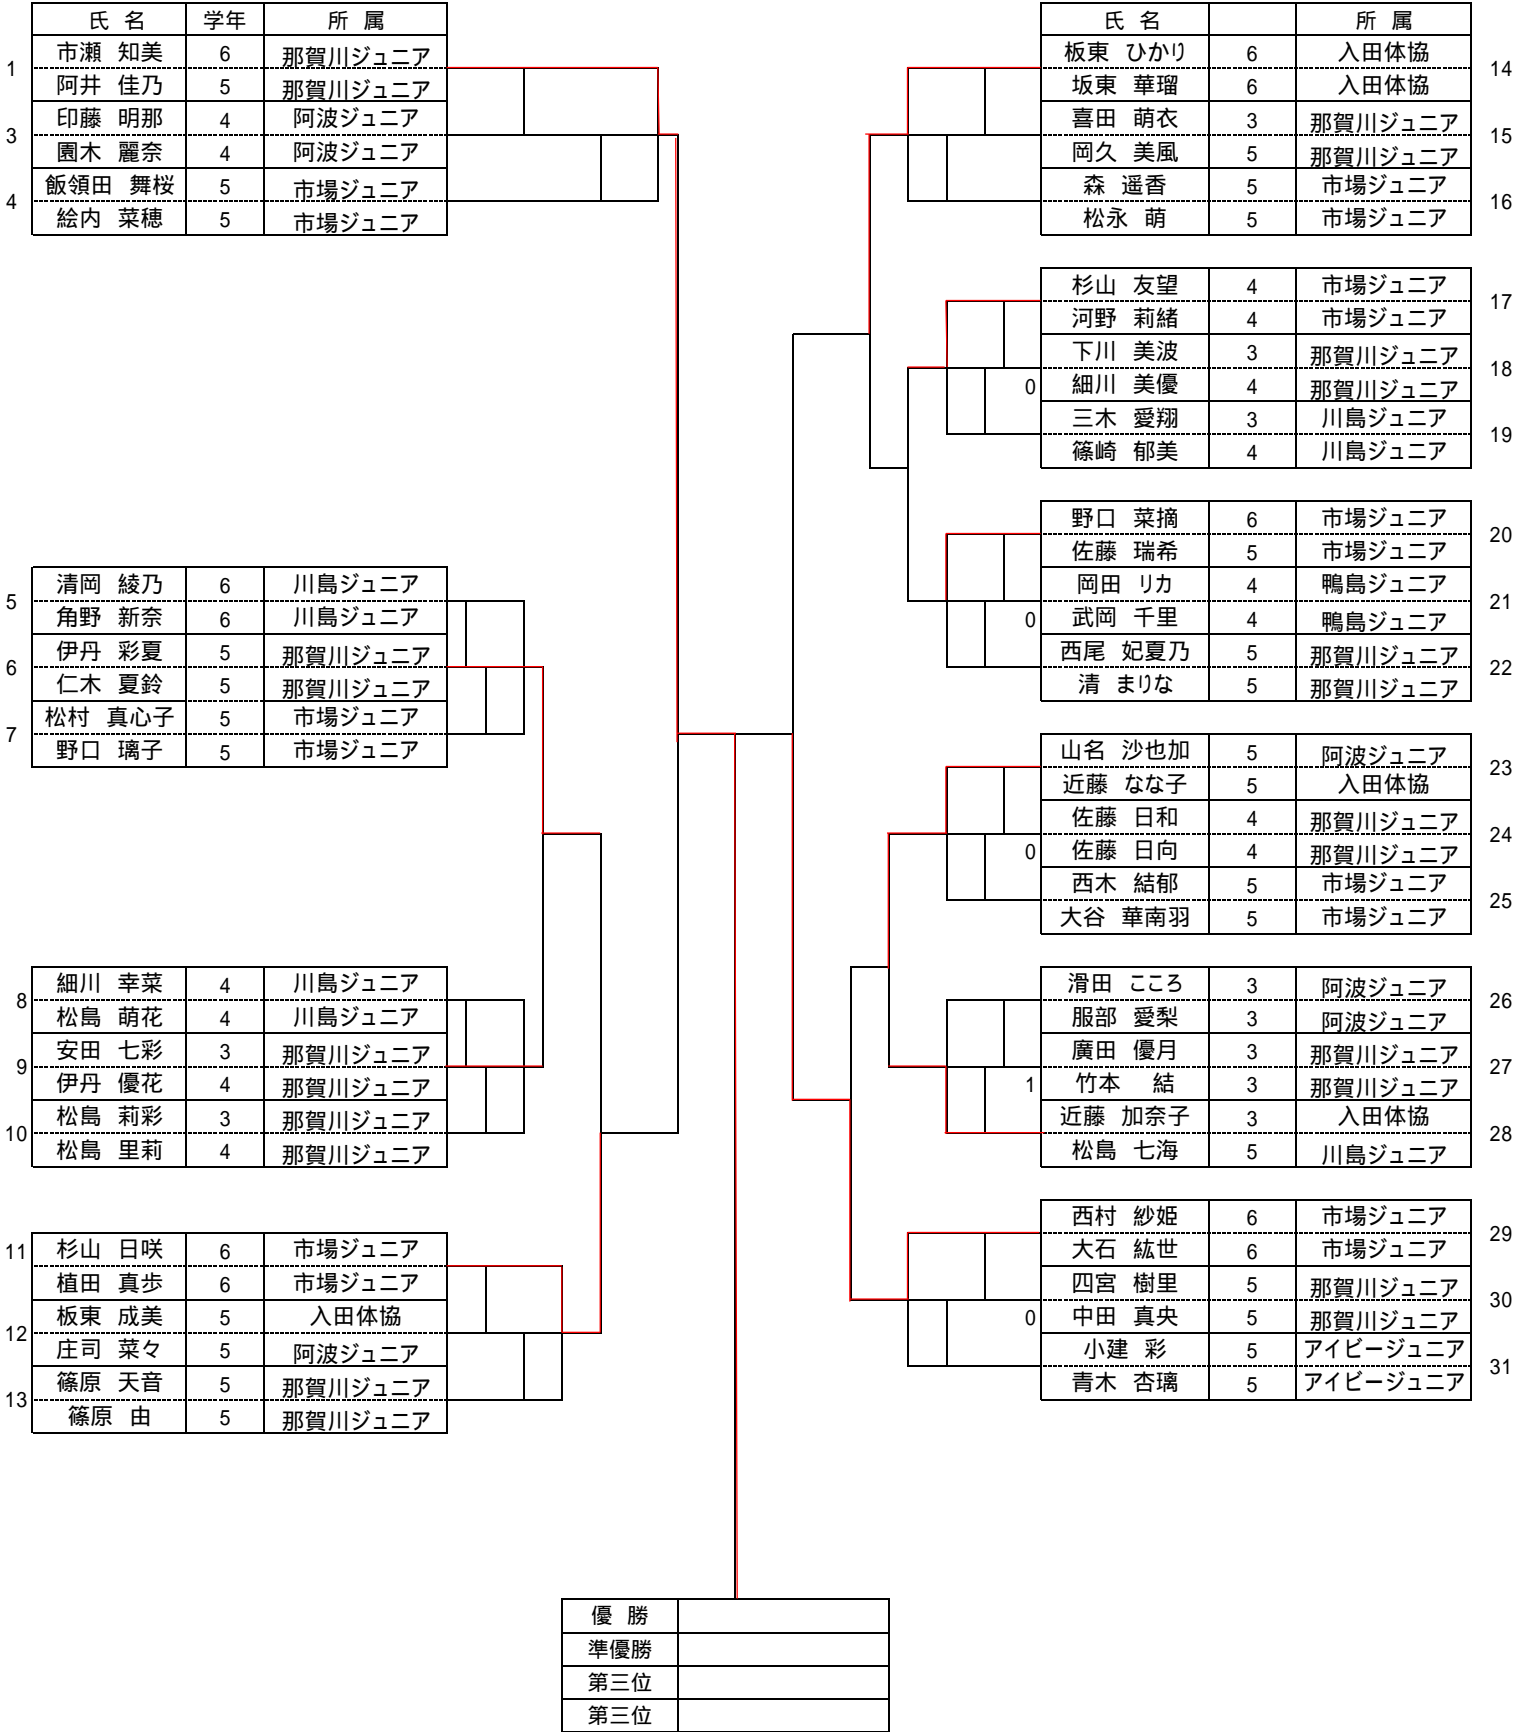 氏 名 学年 所 属
1
市瀬 知美 6 那賀川ジュニア
阿井 佳乃 5 那賀川ジュニア
3
印藤 明那 4 阿波ジュニア
園木 麗奈 4 阿波ジュニア
4
飯領田 舞桜 5 市場ジュニア
絵内 菜穂 5 市場ジュニア
5
清岡 綾乃 6 川島ジュニア
角野 新奈 6 川島ジュニア
6
伊丹 彩夏 5 那賀川ジュニア
仁木 夏鈴 5 那賀川ジュニア
7
松村 真心子 5 市場ジュニア
野口 璃子 5 市場ジュニア
8
細川 幸菜 4 川島ジュニア
松島 萌花 4 川島ジュニア
9
安田 七彩 3 那賀川ジュニア
伊丹 優花 4 那賀川ジュニア
10
松島 莉彩 3 那賀川ジュニア
松島 里莉 4 那賀川ジュニア
11
杉山 日咲 6 市場ジュニア
植田 真歩 6 市場ジュニア
12
板東 成美 5 入田体協
庄司 菜々 5 阿波ジュニア
13
篠原 天音 5 那賀川ジュニア
篠原 由 5 那賀川ジュニア
氏 名 所 属
板東 ひかり 6 入田体協
坂東 華瑠 6 入田体協
14
喜田 萌衣 3 那賀川ジュニア
岡久 美風 5 那賀川ジュニア
15
森 遥香 5 市場ジュニア
松永 萌 5 市場ジュニア
16
杉山 友望 4 市場ジュニア
河野 莉緒 4 市場ジュニア
17
下川 美波 3 那賀川ジュニア
0 細川 美優 4 那賀川ジュニア
18
三木 愛翔 3 川島ジュニア
篠崎 郁美 4 川島ジュニア
19
野口 菜摘 6 市場ジュニア
佐藤 瑞希 5 市場ジュニア
20
岡田 リカ 4 鴨島ジュニア
0 武岡 千里 4 鴨島ジュニア
21
西尾 妃夏乃 5 那賀川ジュニア
清 まりな 5 那賀川ジュニア
22
山名 沙也加 5 阿波ジュニア
近藤 なな子 5 入田体協
23
佐藤 日和 4 那賀川ジュニア
0 佐藤 日向 4 那賀川ジュニア
24
西木 結郁 5 市場ジュニア
大谷 華南羽 5 市場ジュニア
25
滑田 こころ 3 阿波ジュニア
服部 愛梨 3 阿波ジュニア
26
廣田 優月 3 那賀川ジュニア
1 竹本 結 3 那賀川ジュニア
27
近藤 加奈子 3 入田体協
松島 七海 5 川島ジュニア
28
西村 紗姫 6 市場ジュニア
大石 紘世 6 市場ジュニア
29
四宮 樹里 5 那賀川ジュニア
0 中田 真央 5 那賀川ジュニア
30
小建 彩 5 アイビージュニア
青木 杏璃 5 アイビージュニア
31
優 勝
準優勝
第三位
第三位